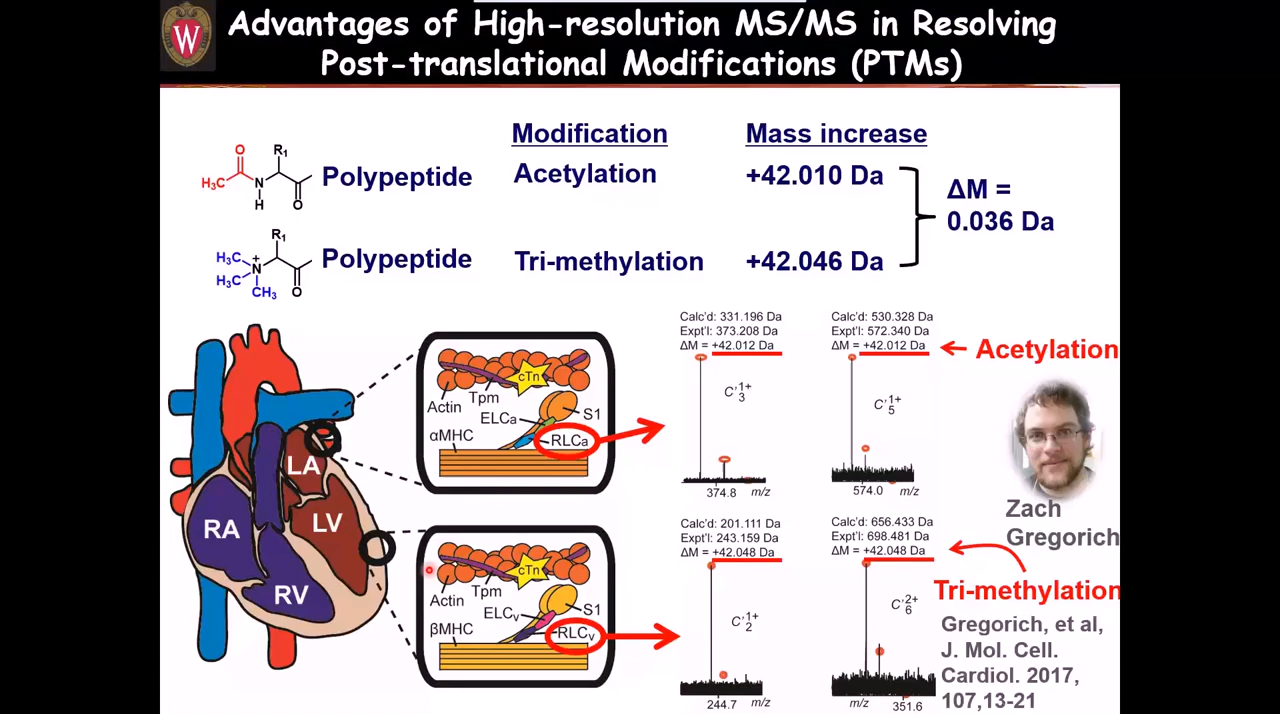 W
Advantages of High-resolution MS/MS in Resolving
Post-translational Modifications (PTMs)
Modification
Mass increase
O
R1
H3C
N
H
O
Polypeptide
Acetylation
+42.010 Da
ΔM =
0.036 Da
R1
H3C
+
N
H3C
CH3
O
Polypeptide
Tri-methylation
+42.046 Da
LA
RA
LV
RV
cTn
Actin
Tpm
ELCa
S1
αMHC
RLCa
cTn
Actin
Tpm
ELCv
S1
βMHC
RLCv
Calc'd: 331.196 Da
Expt'l: 373.208 Da
ΔM = +42.012 Da
C'3 1+
374.8 m/z
Calc'd: 530.328 Da
Expt'l: 572.340 Da
ΔM = +42.012 Da
C'5 1+
574.0 m/z
Acetylation
Zach
Gregorich
Calc'd: 201.111 Da
Expt'l: 243.159 Da
ΔM = +42.048 Da
C'2 1+
244.7 m/z
Calc'd: 656.433 Da
Expt'l: 698.481 Da
ΔM = +42.048 Da
C'6 2+
m/z 351.6
Tri-methylation
Gregorich, et al,
J. Mol. Cell.
Cardiol. 2017,
107,13-21